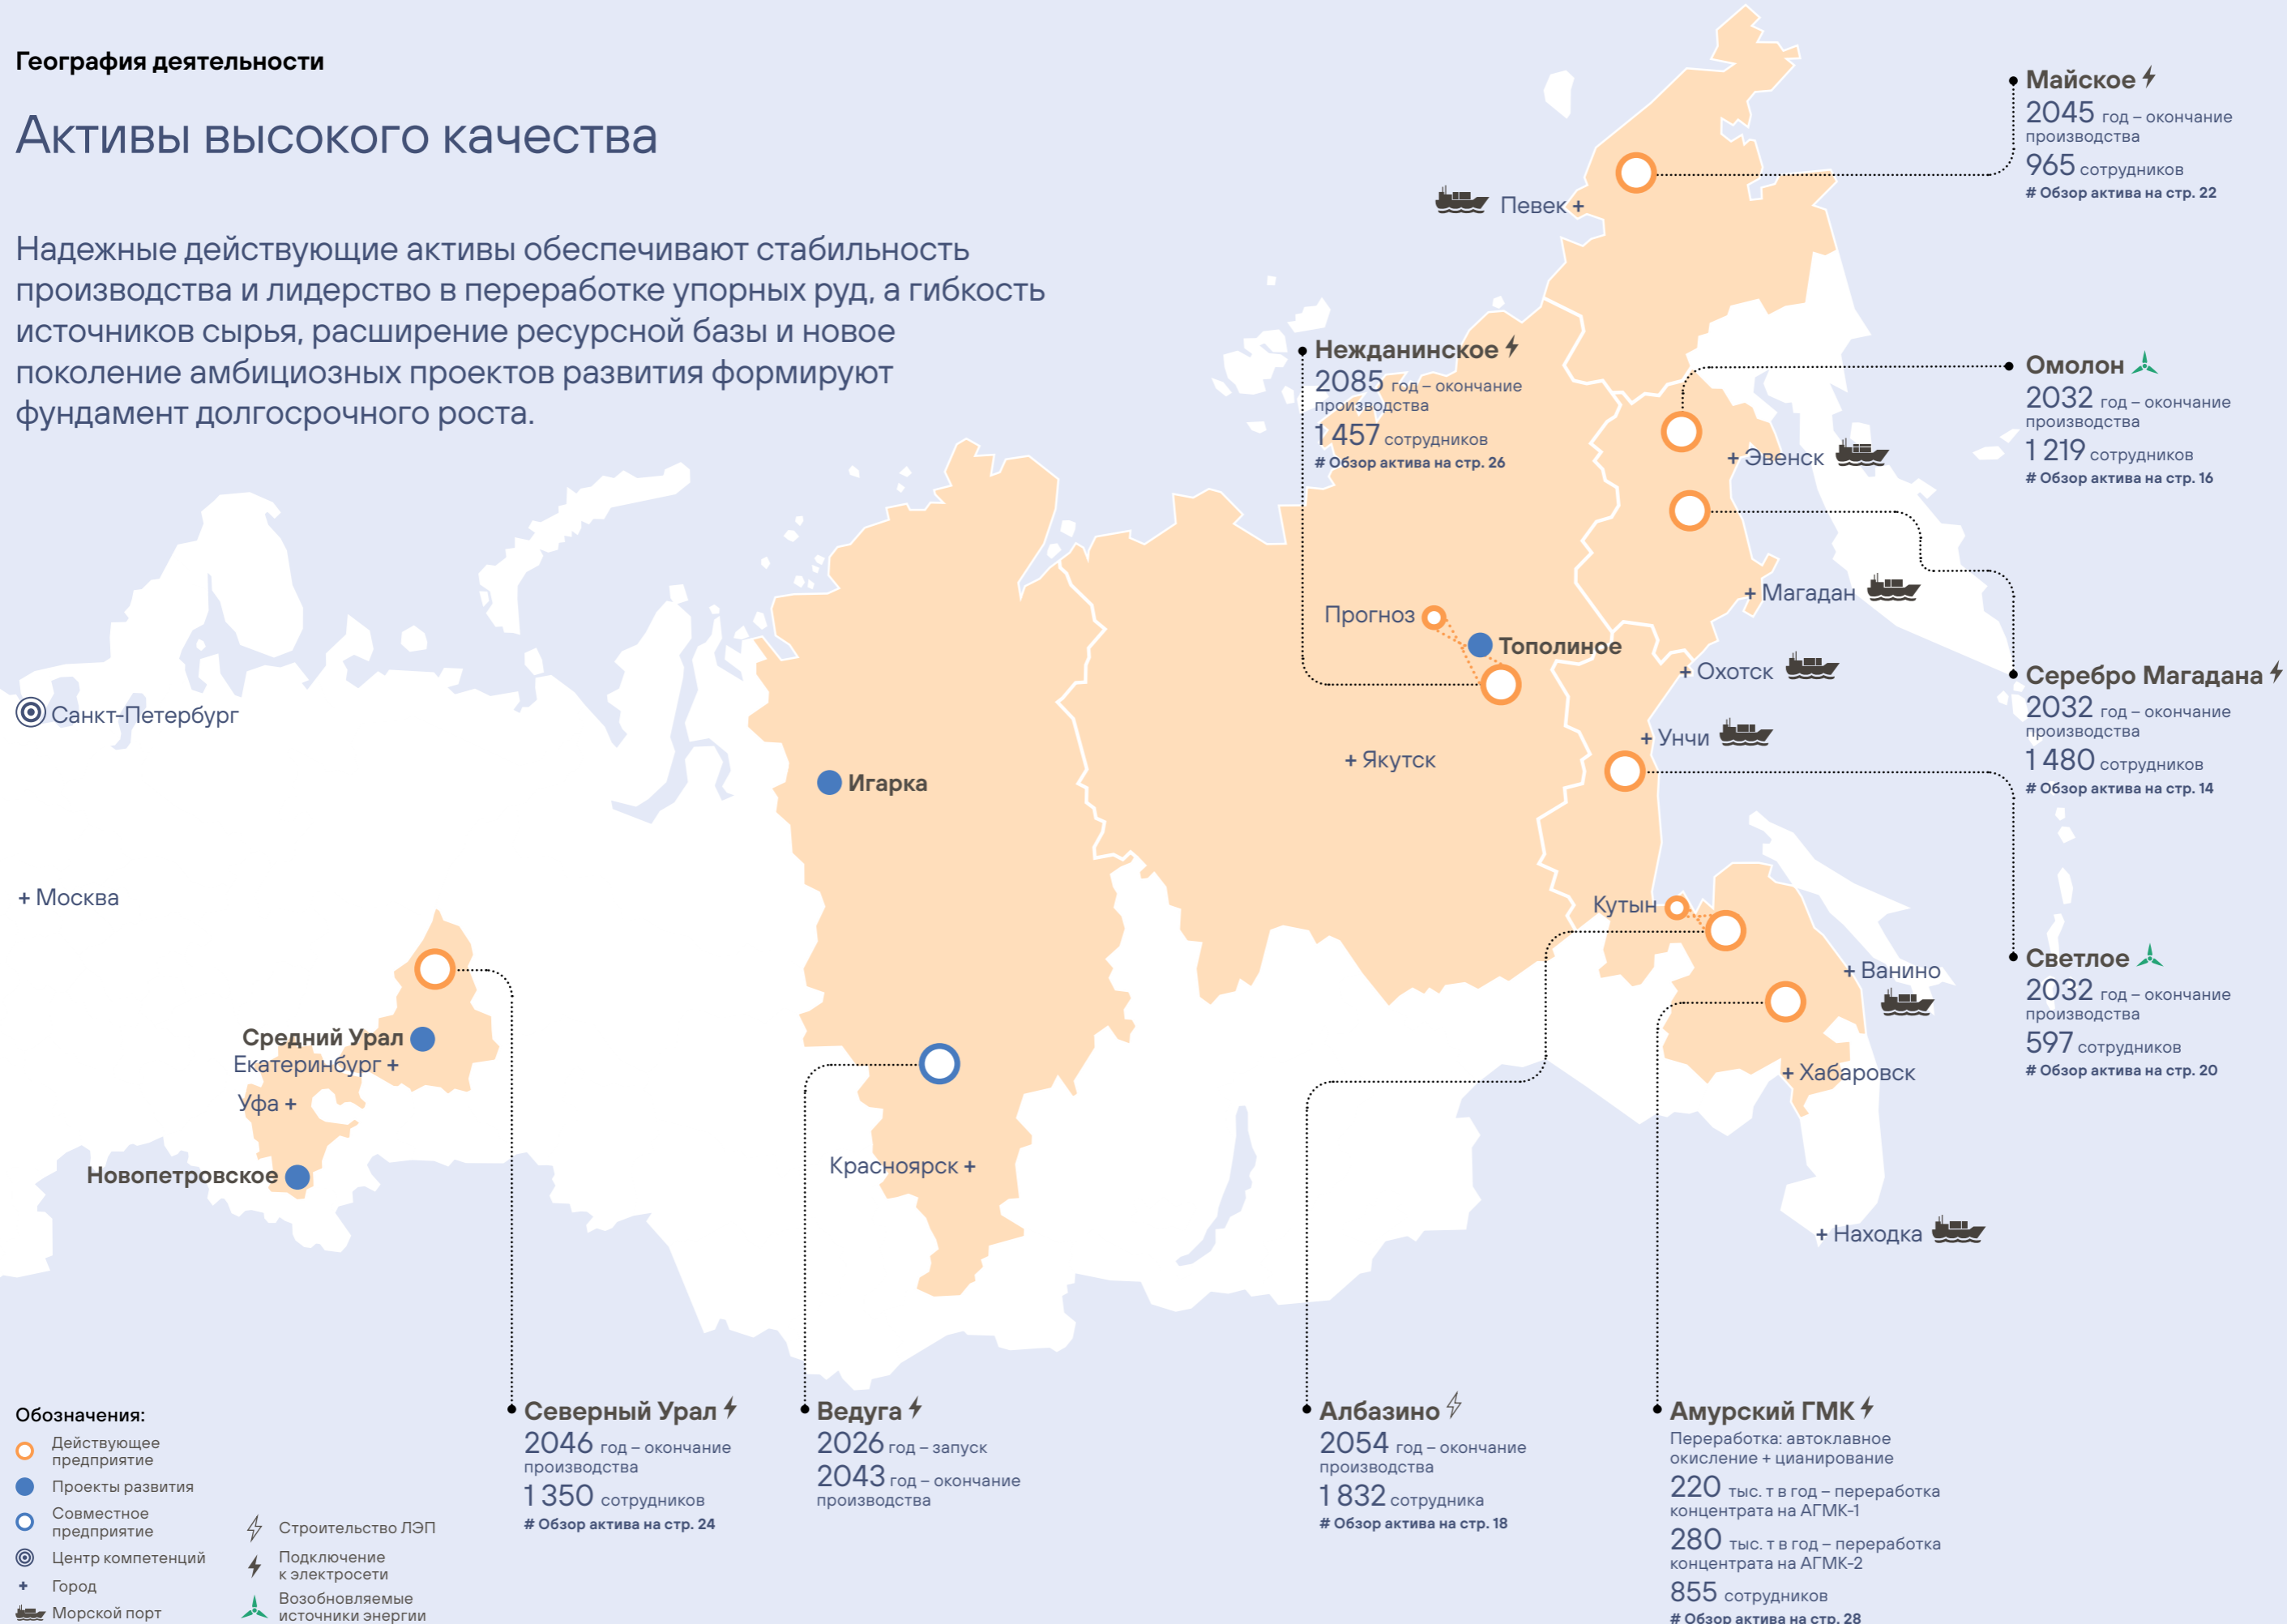 География деятельности
Активы высокого качества
Надежные действующие активы обеспечивают стабильность
производства и лидерство в переработке упорных руд, а гибкость
источников сырья, расширение ресурсной базы и новое
поколение амбициозных проектов развития формируют
фундамент долгосрочного роста.
Майское
2045 год – окончание
производства
965 сотрудников
# Обзор актива на стр. 22
Певек +
Нежданинское
2085 год – окончание
производства
1 457 сотрудников
# Обзор актива на стр. 26
Омолон
2032 год – окончание
производства
1 219 сотрудников
# Обзор актива на стр. 16
+ Эвенск
+ Магадан
Прогноз
Тополиное
+ Охотск
Серебро Магадана
2032 год – окончание
производства
1 480 сотрудников
# Обзор актива на стр. 14
Санкт-Петербург
+ Унчи
+ Якутск
Игарка
+ Москва
Кутын
Светлое
2032 год – окончание
производства
597 сотрудников
# Обзор актива на стр. 20
+ Ванино
Средний Урал
Екатеринбург +
Уфа +
+ Хабаровск
Новопетровское
Красноярск +
+ Находка
Северный Урал
2046 год – окончание
производства
1 350 сотрудников
# Обзор актива на стр. 24
Ведуга
2026 год – запуск
2043 год – окончание
производства
Албазино
2054 год – окончание
производства
1 832 сотрудника
# Обзор актива на стр. 18
Амурский ГМК
Переработка: автоклавное
окисление + цианирование
220 тыс. т в год – переработка
концентрата на АГМК-1
280 тыс. т в год – переработка
концентрата на АГМК-2
855 сотрудников
# Обзор актива на стр. 28
Обозначения:
Действующее
предприятие
Проекты развития
Совместное
предприятие
Центр компетенций
+ Город
Морской порт
Строительство ЛЭП
Подключение
к электросети
Возобновляемые
источники энергии